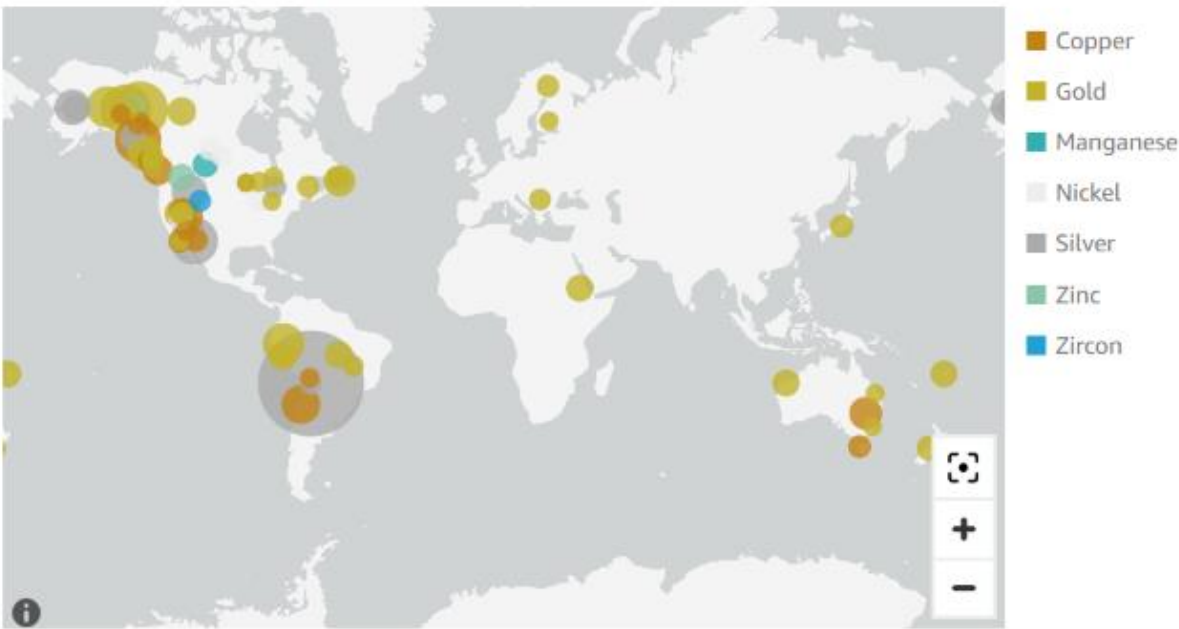 Copper
Gold
Manganese
Nickel
Silver
Zinc
Zircon